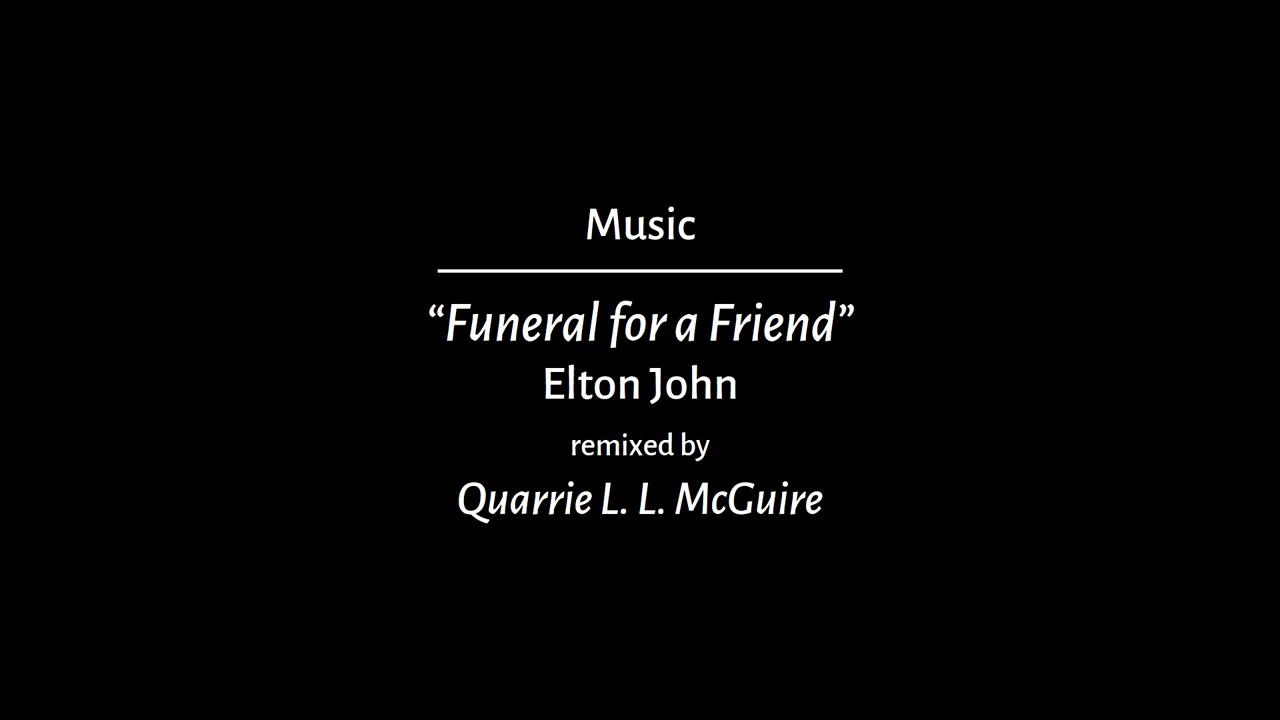 Music
“Funeral for a Friend”
Elton John
remixed by
Quarrie L. L. McGuire